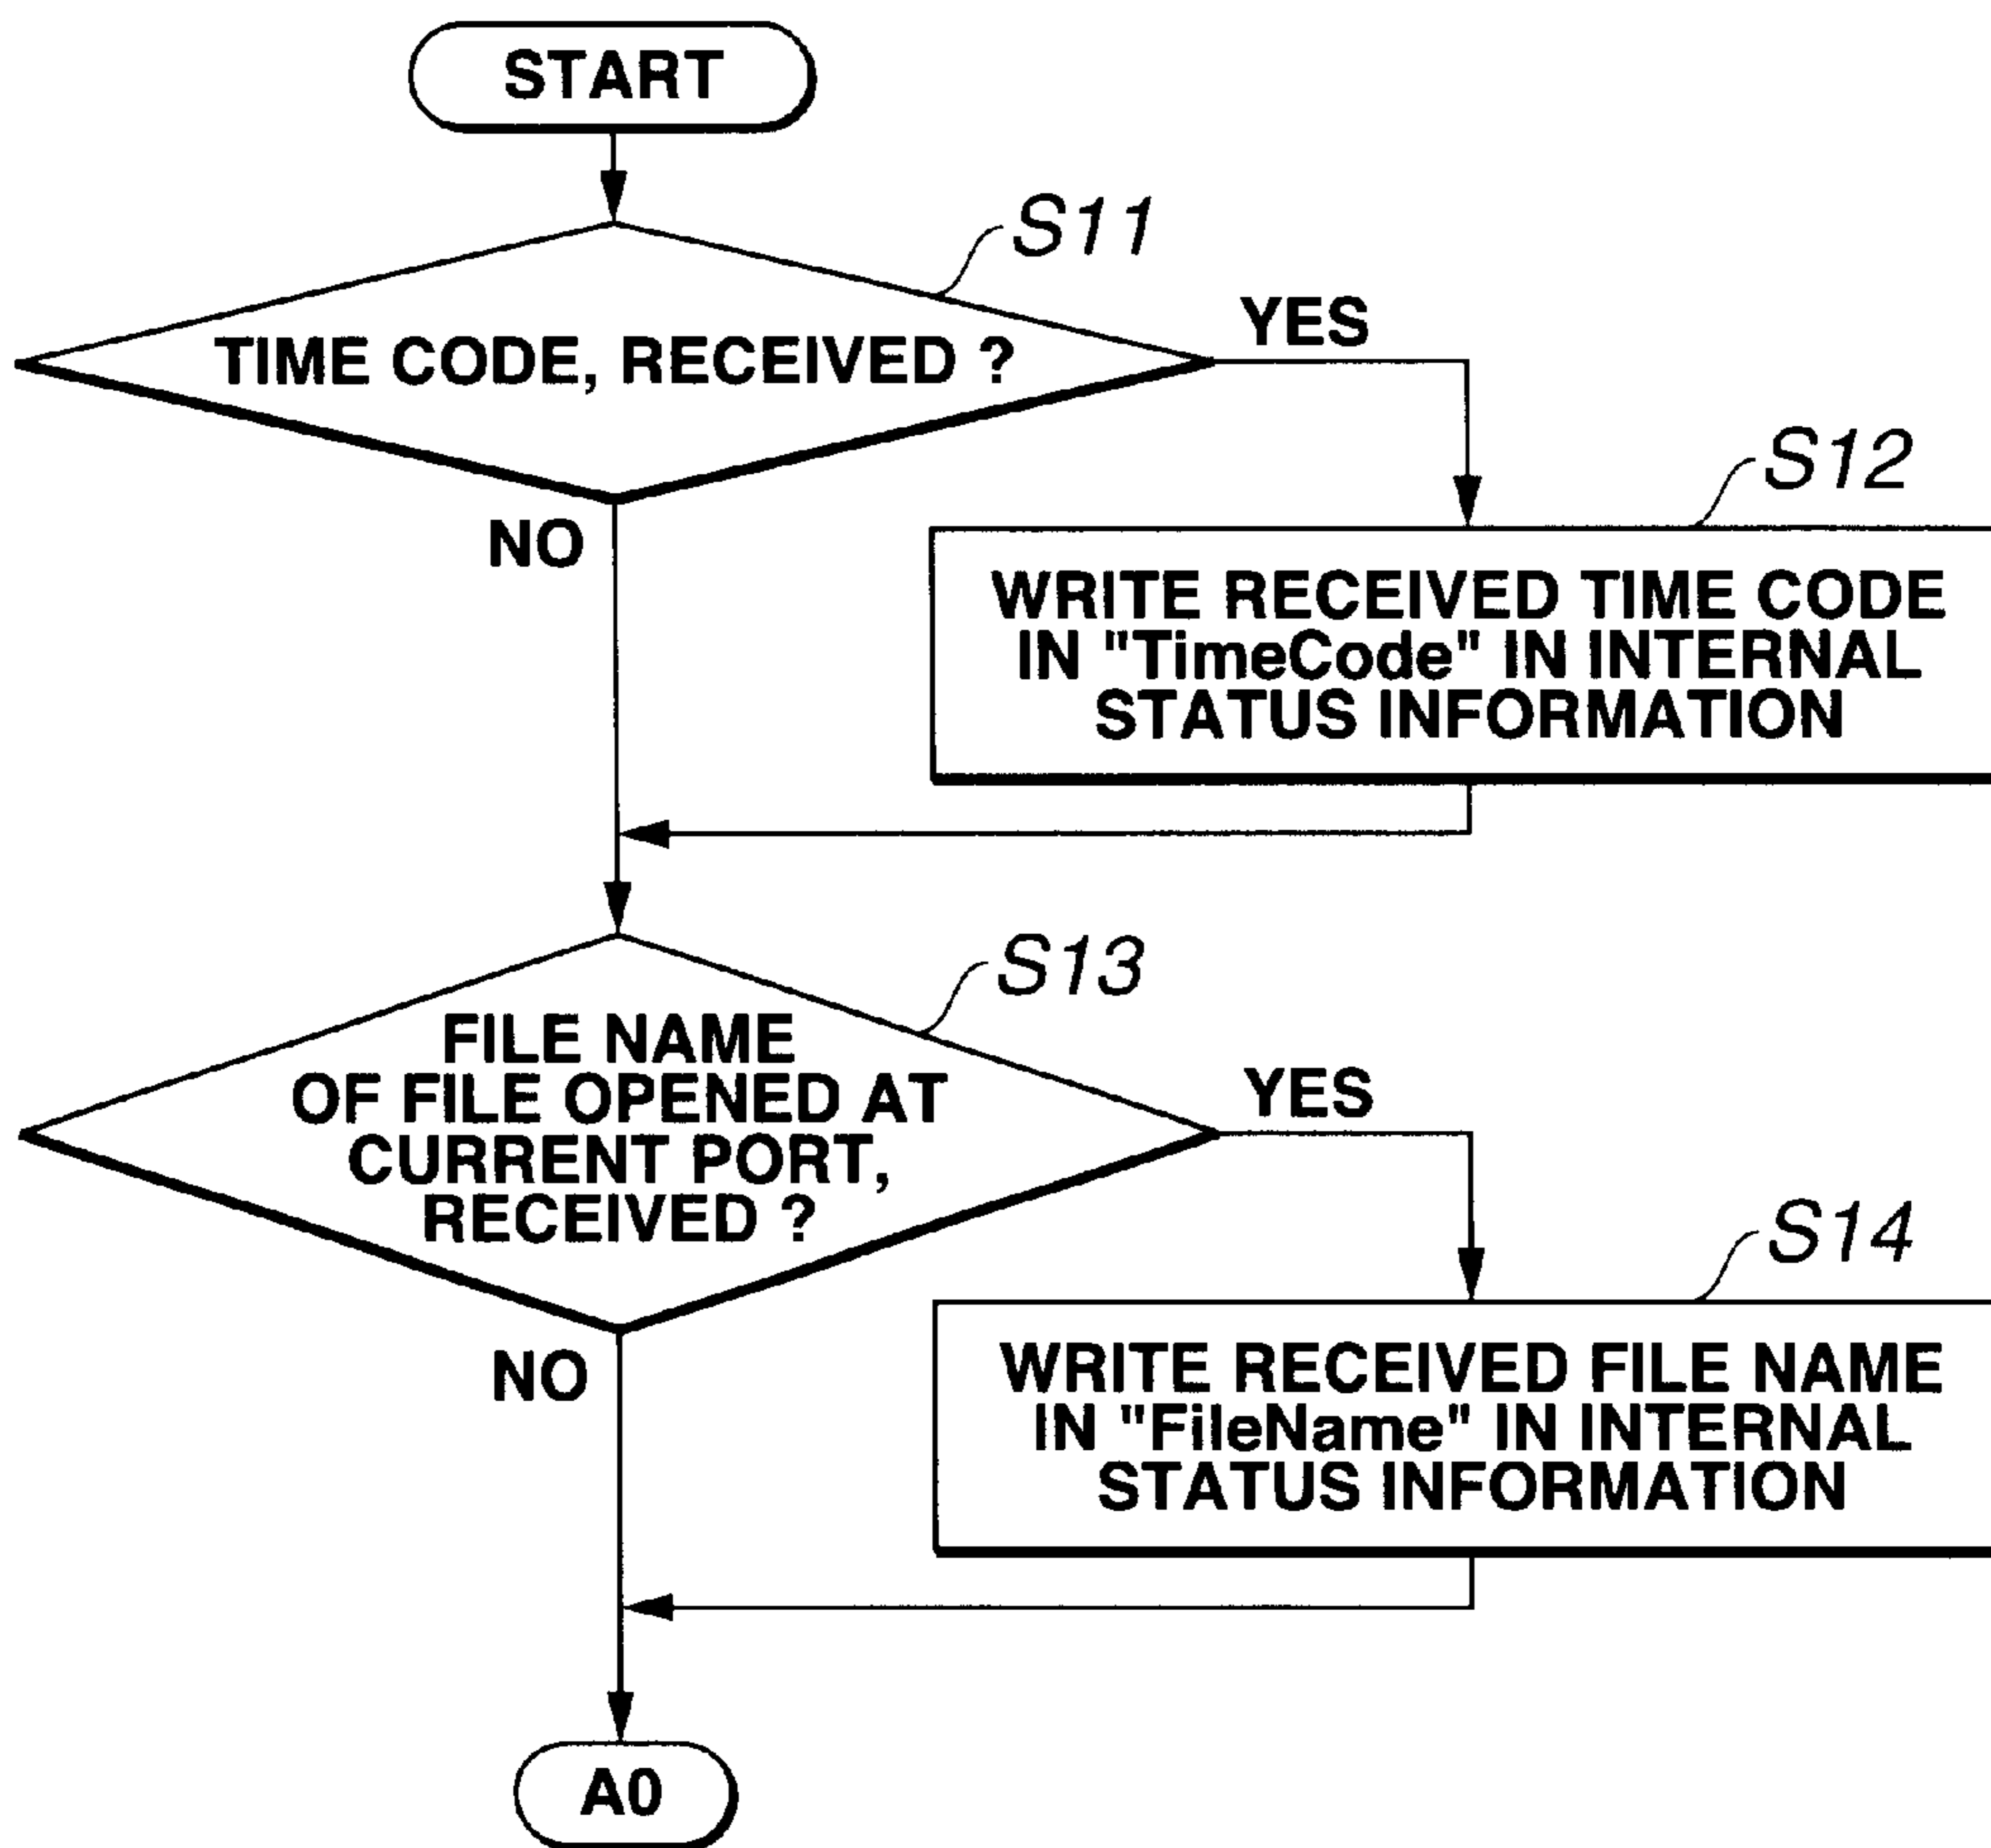 START
S11
TIME CODE, RECEIVED ?
YES
NO
S12
WRITE RECEIVED TIME CODE
IN "TimeCode" IN INTERNAL
STATUS INFORMATION
S13
FILE NAME
OF FILE OPENED AT
CURRENT PORT,
RECEIVED ?
YES
NO
S14
WRITE RECEIVED FILE NAME
IN "FileName" IN INTERNAL
STATUS INFORMATION
A0